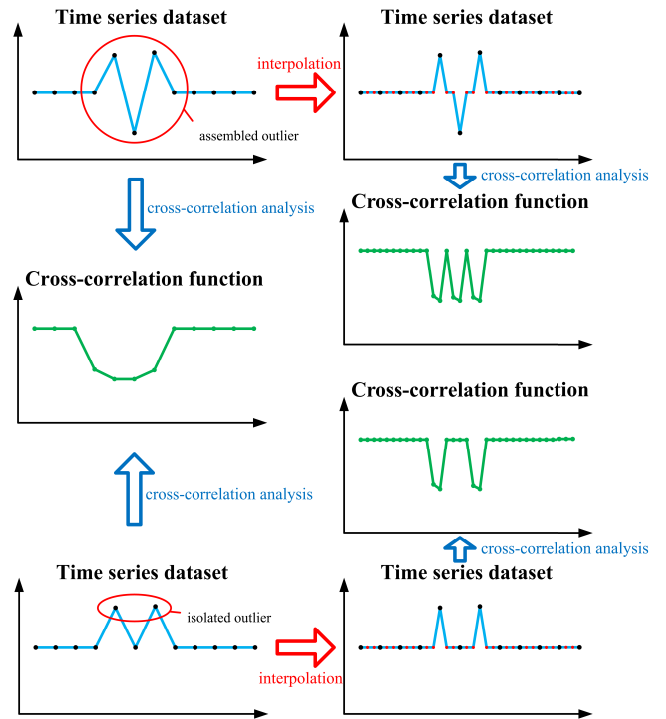 Time series dataset
Time series dataset
interpolation
assembled outlier
cross-correlation analysis
cross-correlation analysis
Cross-correlation function
Cross-correlation function
Cross-correlation function
cross-correlation analysis
cross-correlation analysis
Time series dataset
Time series dataset
isolated outlier
interpolation